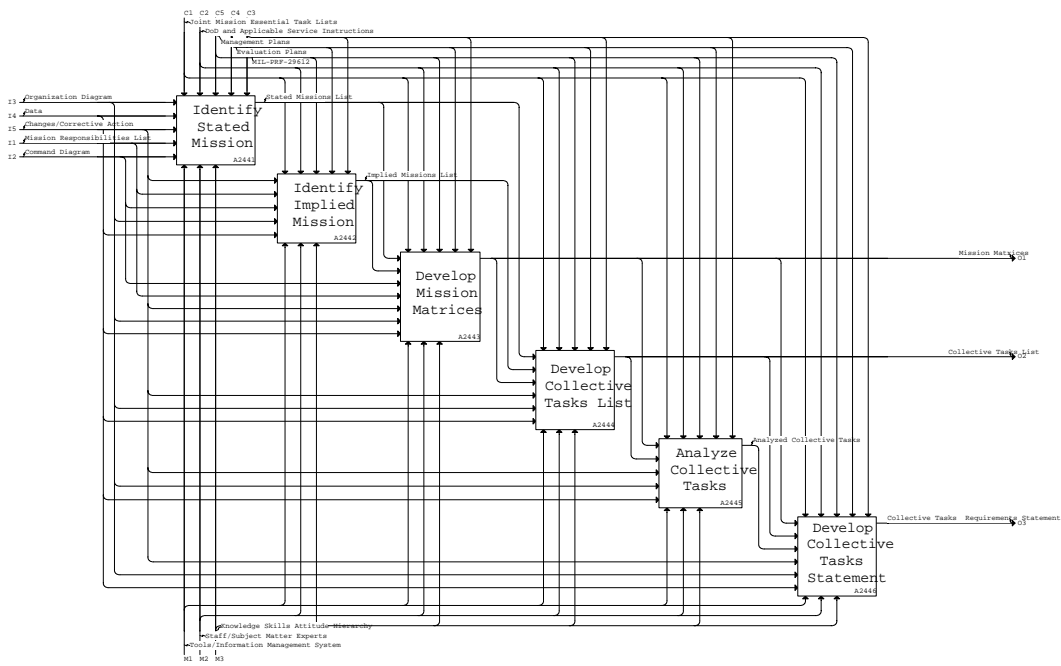 C1 C2 C5 C4 C3
Joint Mission Essential Task Lists
DoD and Applicable Service Instructions
Management Plans
Evaluation Plans
MIL-PRF-29612
I3 Organization Diagram
I4 Data
I5 Changes/Corrective Action
I1 Mission Responsibilities List
I2 Command Diagram
Identify
Stated
Mission
A2441
Stated Missions List
Identify
Implied
Mission
A2442
Implied Missions List
Develop
Mission
Matrices
A2443
Mission Matrices
O1
Develop
Collective
Tasks List
A2444
Collective Tasks List
O2
Analyze
Collective
Tasks
A2445
Analyzed Collective Tasks
Develop
Collective
Tasks
Statement
A2446
Collective Tasks Requirements Statement
O3
Knowledge Skills Attitude Hierarchy
Staff/Subject Matter Experts
Tools/Information Management System
M1 M2 M3